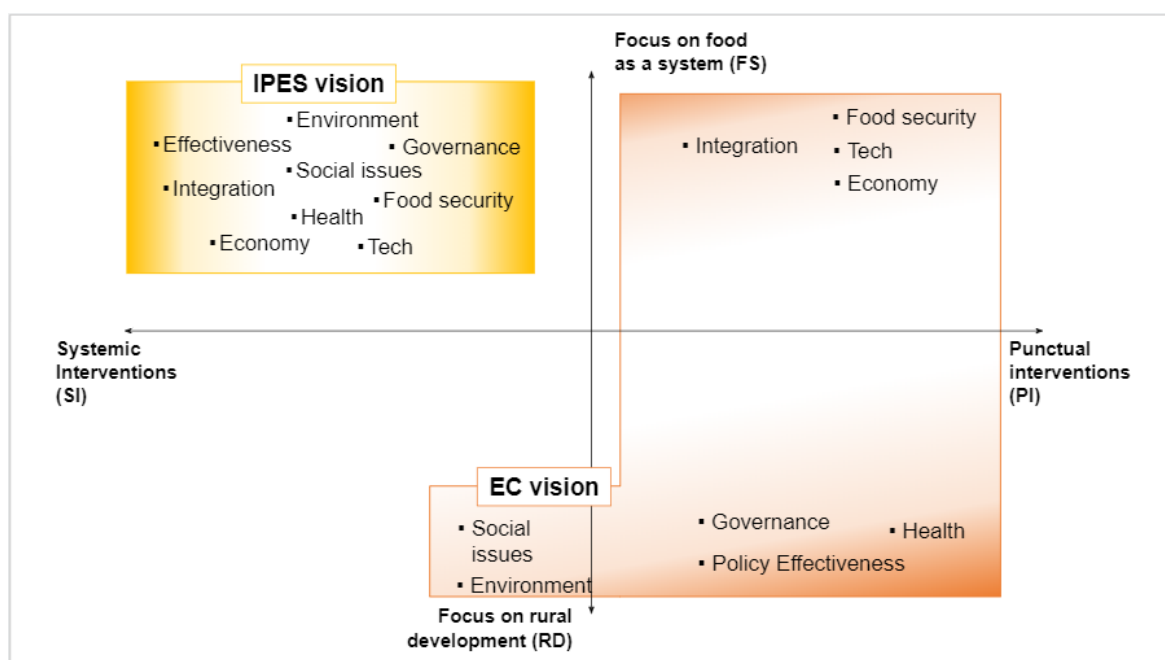 Focus on food
as a system (FS)
IPES vision
▪ Environment
▪ Effectiveness
▪ Governance
▪ Social issues
▪ Integration
▪ Food security
▪ Health
▪ Economy
▪ Tech
▪ Food security
▪ Integration
▪ Tech
▪ Economy
Systemic
Interventions
(SI)
Punctual
interventions
(PI)
EC vision
▪ Social
issues
▪ Environment
▪ Governance
▪ Health
▪ Policy Effectiveness
Focus on rural
development (RD)